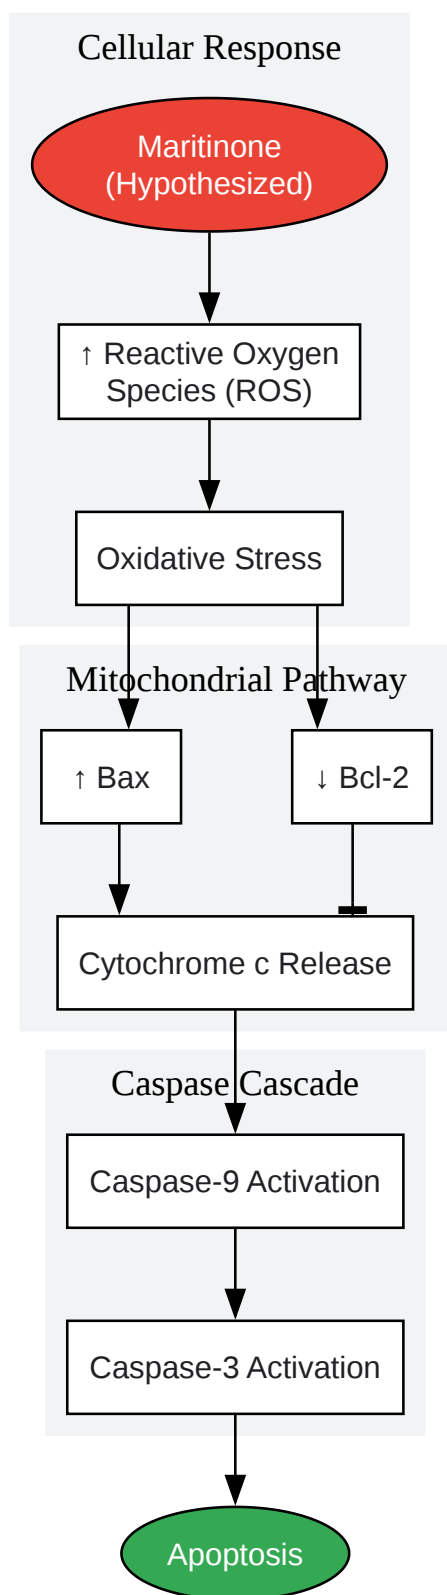 Cellular Response
Maritinone
(Hypothesized)
↑ Reactive Oxygen
Species (ROS)
Oxidative Stress
Mitochondrial Pathway
↑ Bax
↓ Bcl-2
Cytochrome c Release
Caspase Cascade
Caspase-9 Activation
Caspase-3 Activation
Apoptosis